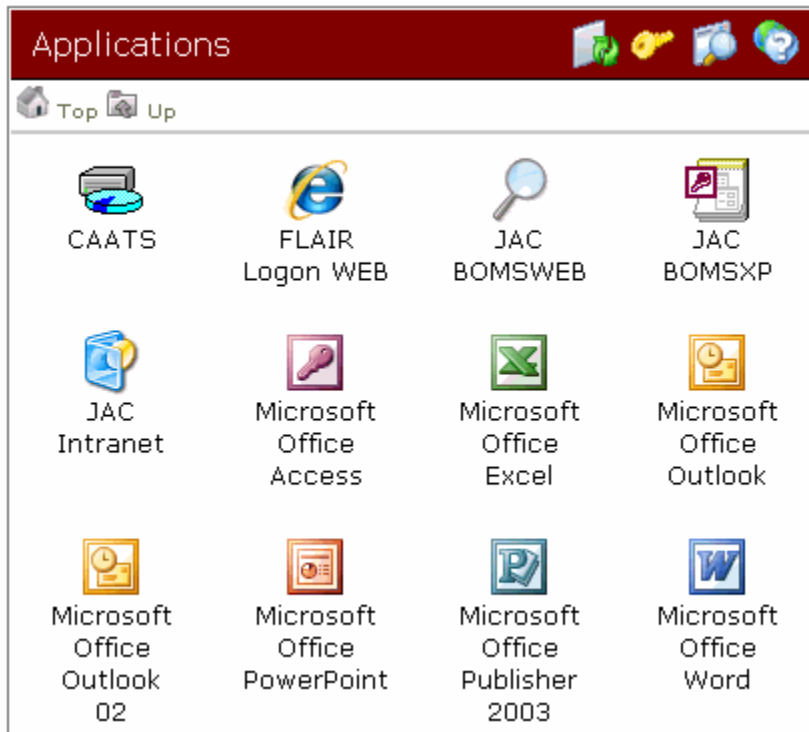 Applications
Top Up
CAATS
FLAIR
Logon WEB
JAC
BOMSWEB
JAC
BOMSXP
JAC
Intranet
Microsoft
Office
Access
Microsoft
Office
Excel
Microsoft
Office
Outlook
Microsoft
Office
Outlook
02
Microsoft
Office
PowerPoint
Microsoft
Office
Publisher
2003
Microsoft
Office
Word